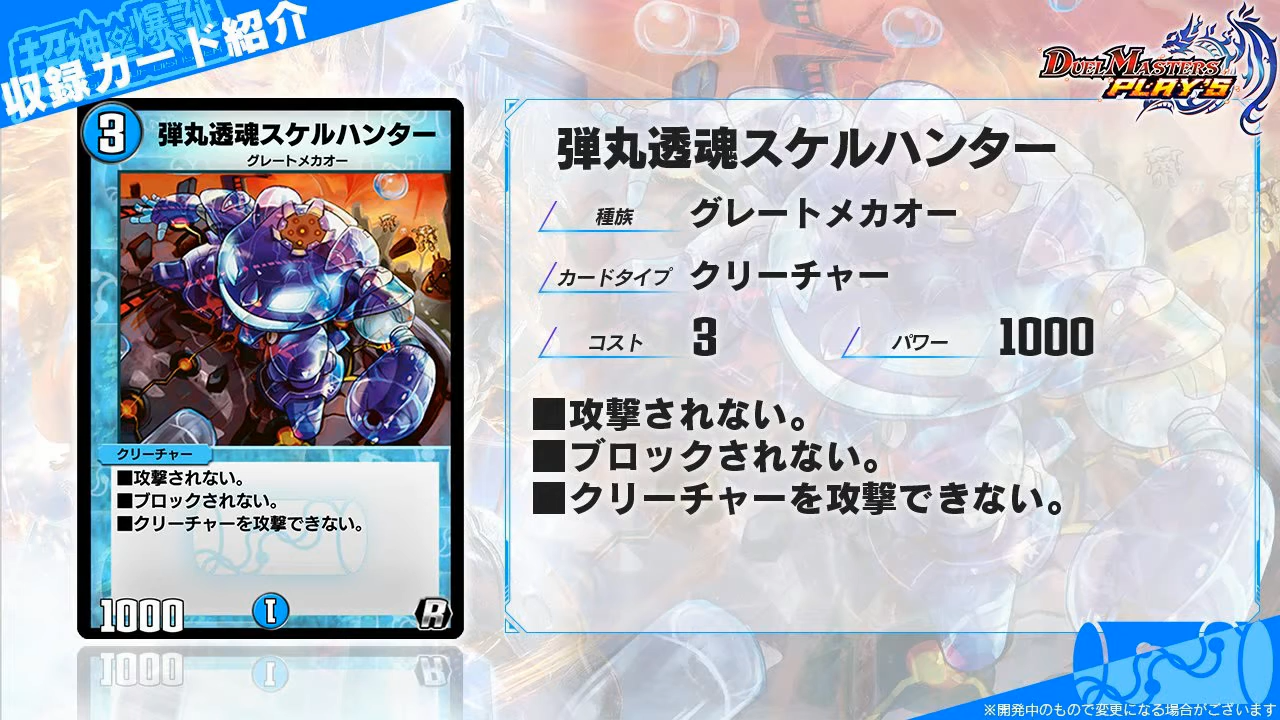 超神星爆誕
収録カード紹介
DUEL MASTERS
PLAY'S
3
弾丸透魂スケルハンター
グレートメカオー
クリーチャー
■攻撃されない。
■ブロックされない。
■クリーチャーを攻撃できない。
1000
1
R
弾丸透魂スケルハンター
種族 グレートメカオー
カードタイプ クリーチャー
コスト 3 パワー 1000
■攻撃されない。
■ブロックされない。
■クリーチャーを攻撃できない。
※開発中のもので変更になる場合がございます